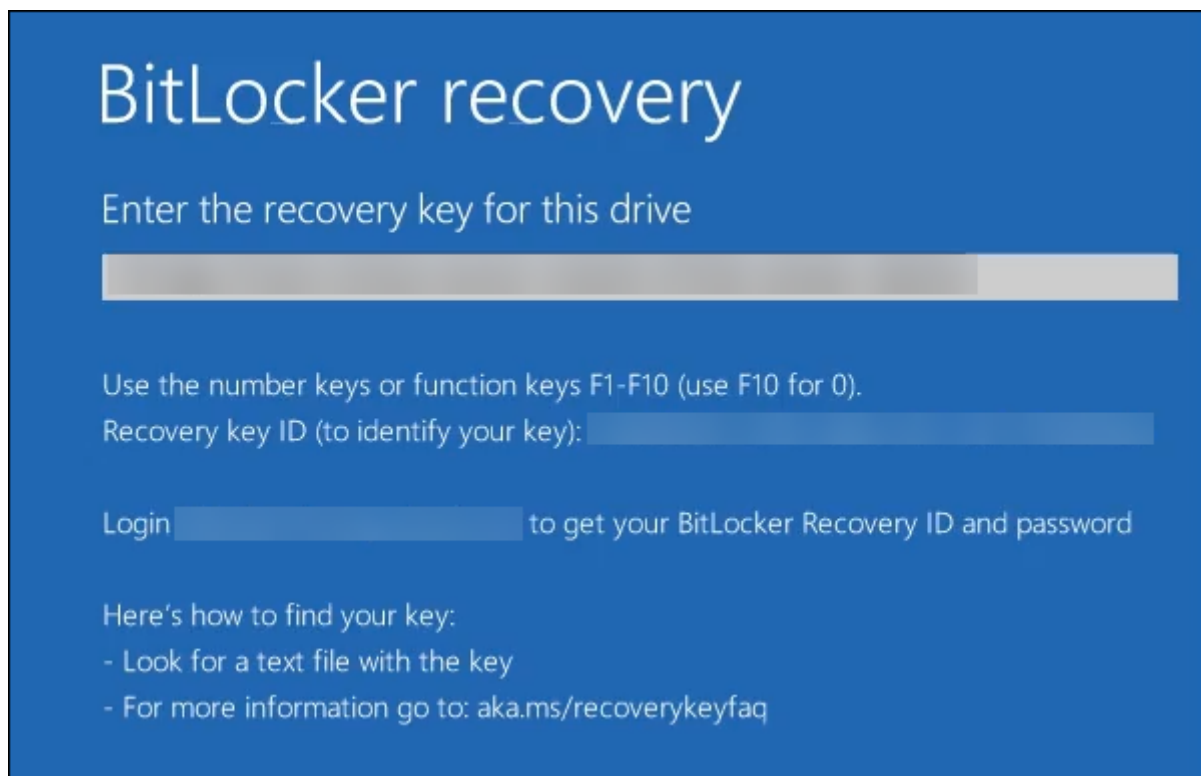 BitLocker recovery
Enter the recovery key for this drive
Use the number keys or function keys F1-F10 (use F10 for 0).
Recovery key ID (to identify your key):
Login to get your BitLocker Recovery ID and password
Here's how to find your key:
- Look for a text file with the key
- For more information go to: aka.ms/recoverykeyfaq